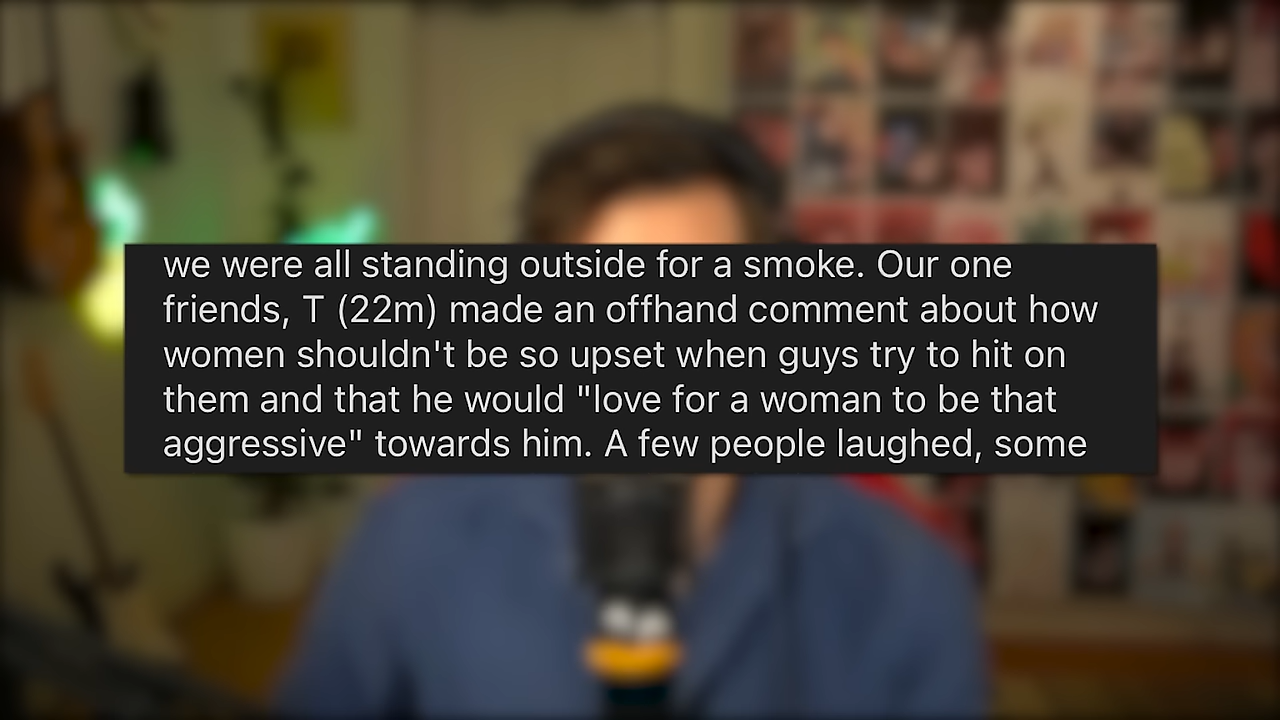 we were all standing outside for a smoke. Our one
friends, T (22m) made an offhand comment about how
women shouldn't be so upset when guys try to hit on
them and that he would "love for a woman to be that
aggressive" towards him. A few people laughed, some